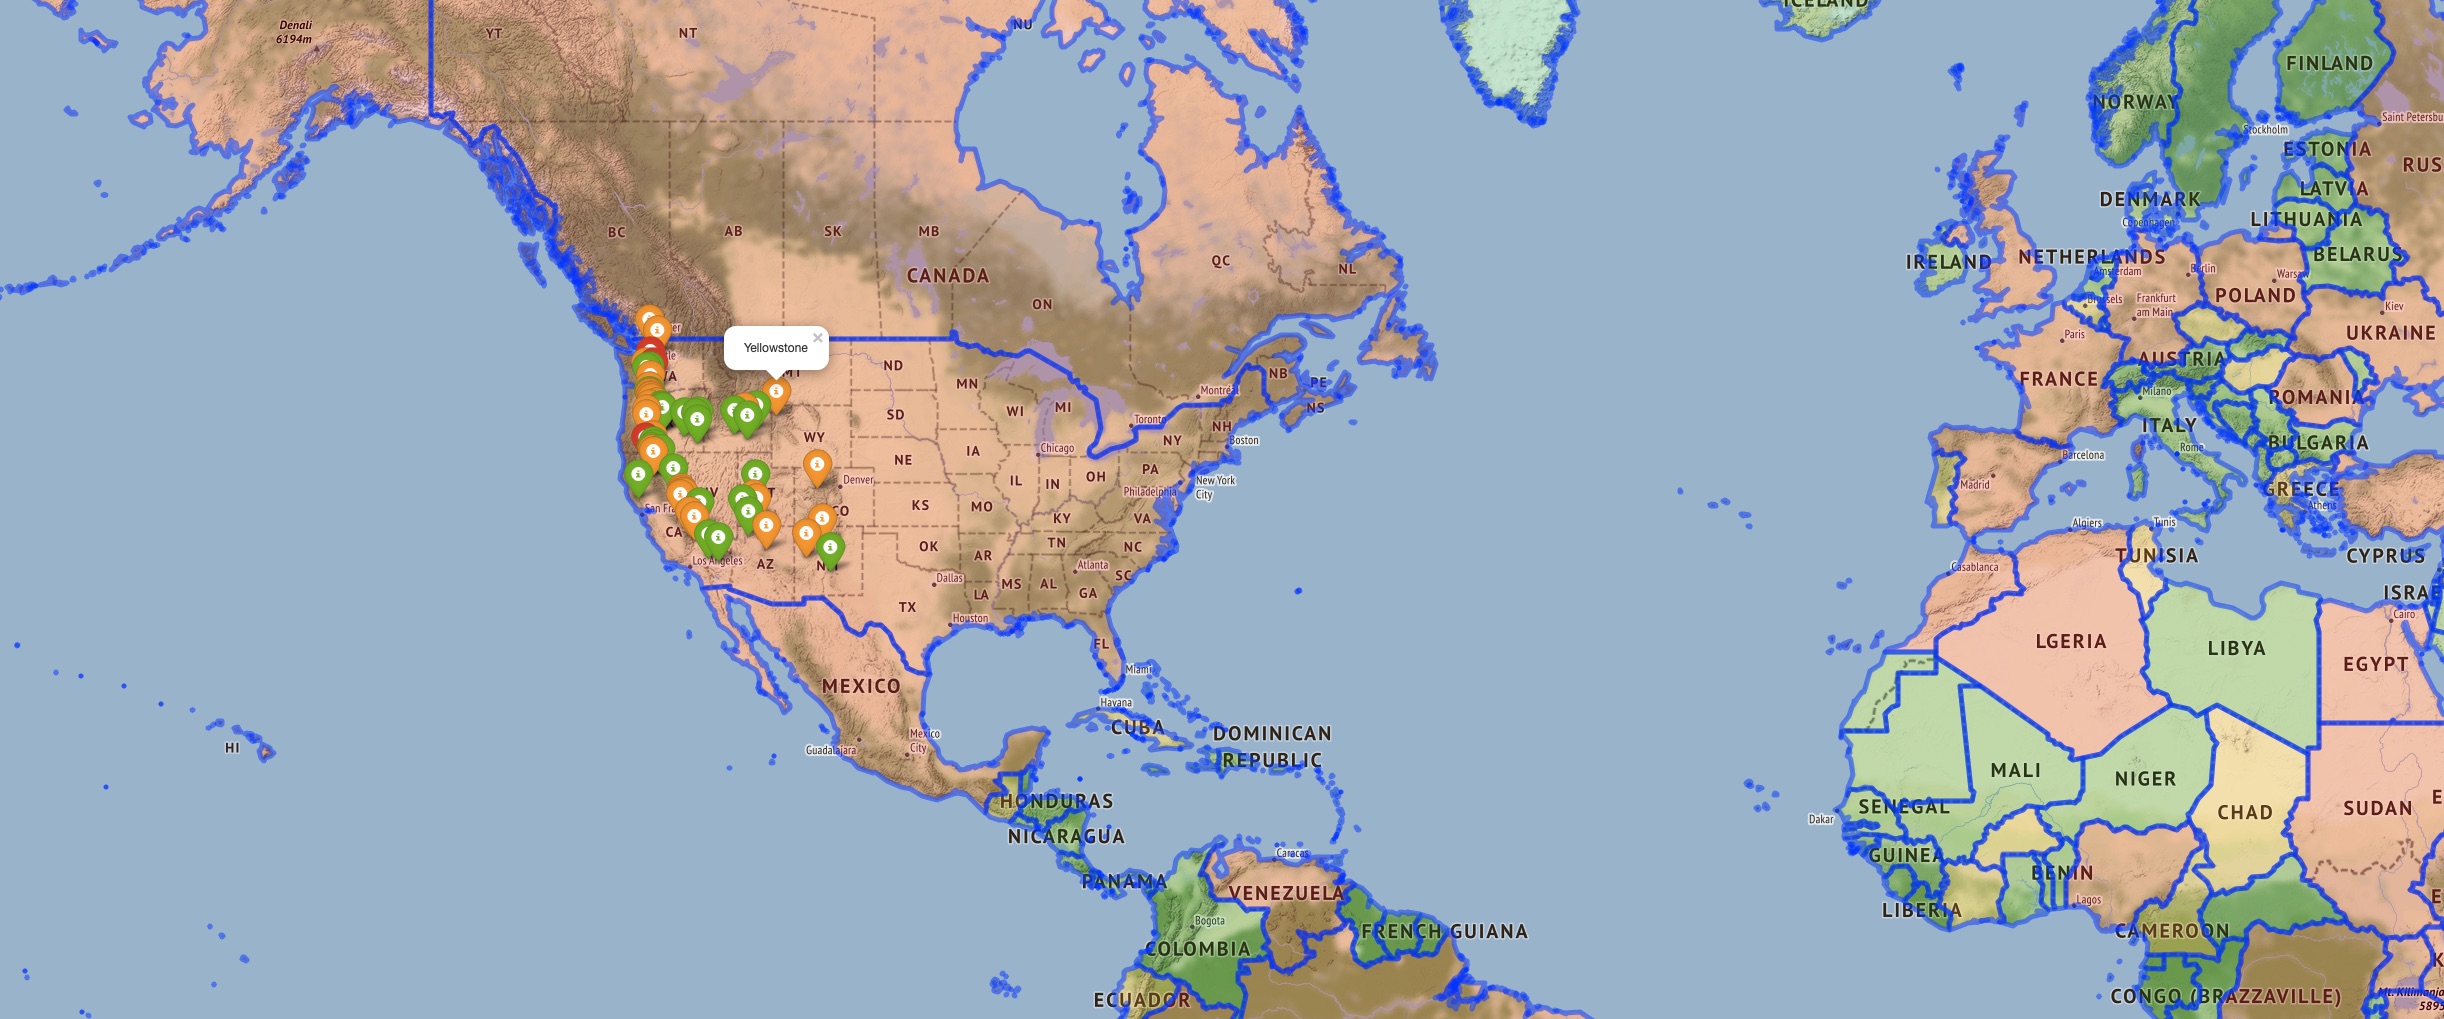 ICELAND
Denali
6194m
YT
NT
NU
FINLAND
NORWAY
Saint Petersbu
Stockholm
ESTONIA
RUS
LATVIA
DENMARK
LITHUANIA
Copenhagen
BC
AB
SK
MB
BELARUS
NETHERLANDS
IRELAND
QC
NL
CANADA
Amsterdam
Berlin
Warsaw
POLAND
ON
Frankfurt
am Main
Kiev
UKRAINE
Paris
Yellowstone
×
AUSTRIA
ND
NB
FRANCE
MN
PE
Montréal
Milano
ROMANIA
WI
MI
NS
SD
Toronto
ITALY
NH
WY
NY
Boston
BULGARIA
Chicago
Rome
IA
Barcelona
NE
PA
OH
IL
IN
Denver
New York
City
Madrid
Philadelphia
GREECE
CO
KS
MO
Athens
KY
VA
Algiers
Tunis
CA
TN
NC
OK
AR
TUNISIA
CYPRUS
Los Angeles
AZ
Atlanta
Casablanca
SC
Dallas
MS
AL
GA
LA
ISRAE
TX
Houston
Cairo
FL
LGERIA
LIBYA
EGYPT
Miami
MEXICO
Havana
CUBA
DOMINICAN
REPUBLIC
Mexico
City
HI
Guadalajara
MALI
NIGER
HONDURAS
SENEGAL
SUDAN
CHAD
Dakar
NICARAGUA
Caracas
GUINEA
BENIN
PANAMA
VENEZUELA
Lagos
LIBERIA
Bogota
FRENCH GUIANA
CAMEROON
COLOMBIA
ECUADOR
CONGO (BRAZZAVILLE)
Mt. Kilimanja
5895